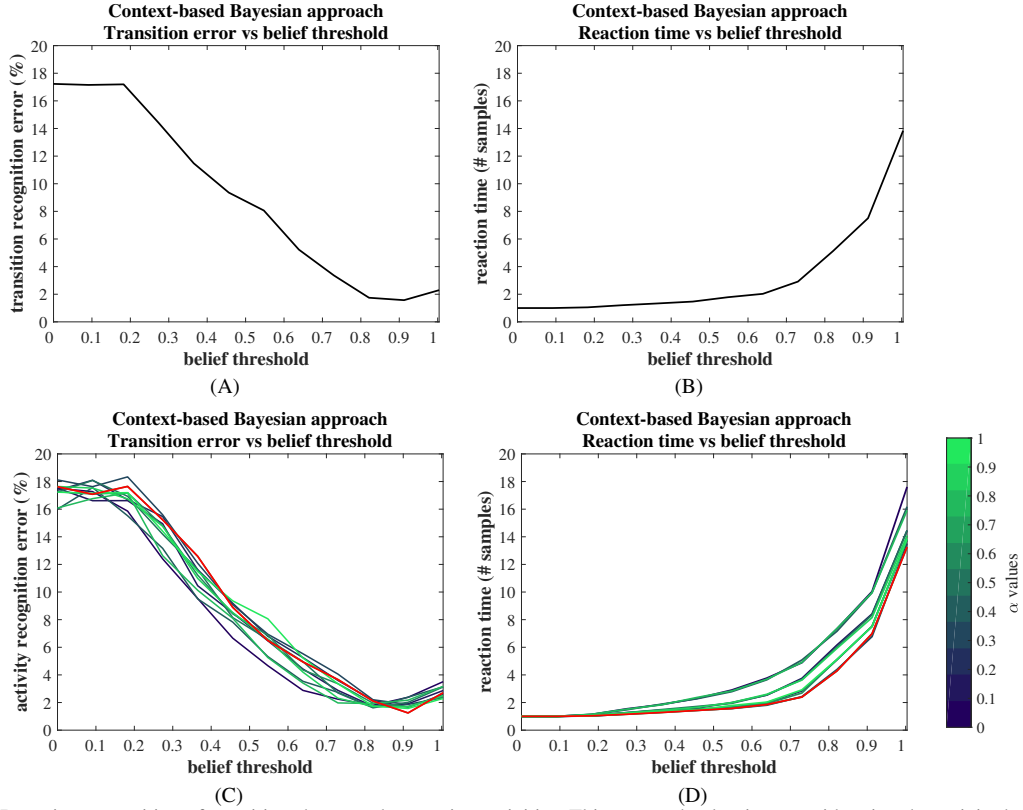 Context-based Bayesian approach
Transition error vs belief threshold
20
18
16
14
12
10
8
6
4
2
0
transition recognition error (%)
0 0.1 0.2 0.3 0.4 0.5 0.6 0.7 0.8 0.9 1
belief threshold
(A)
Context-based Bayesian approach
Reaction time vs belief threshold
20
18
16
14
12
10
8
6
4
2
0
reaction time (# samples)
0 0.1 0.2 0.3 0.4 0.5 0.6 0.7 0.8 0.9 1
belief threshold
(B)
Context-based Bayesian approach
Transition error vs belief threshold
20
18
16
14
12
10
8
6
4
2
0
activity recognition error (%)
0 0.1 0.2 0.3 0.4 0.5 0.6 0.7 0.8 0.9 1
belief threshold
(C)
Context-based Bayesian approach
Reaction time vs belief threshold
20
18
16
14
12
10
8
6
4
2
0
reaction time (# samples)
0 0.1 0.2 0.3 0.4 0.5 0.6 0.7 0.8 0.9 1
belief threshold
(D)
1
0.9
0.8
0.7
0.6
0.5
0.4
0.3
0.2
0.1
0
α values